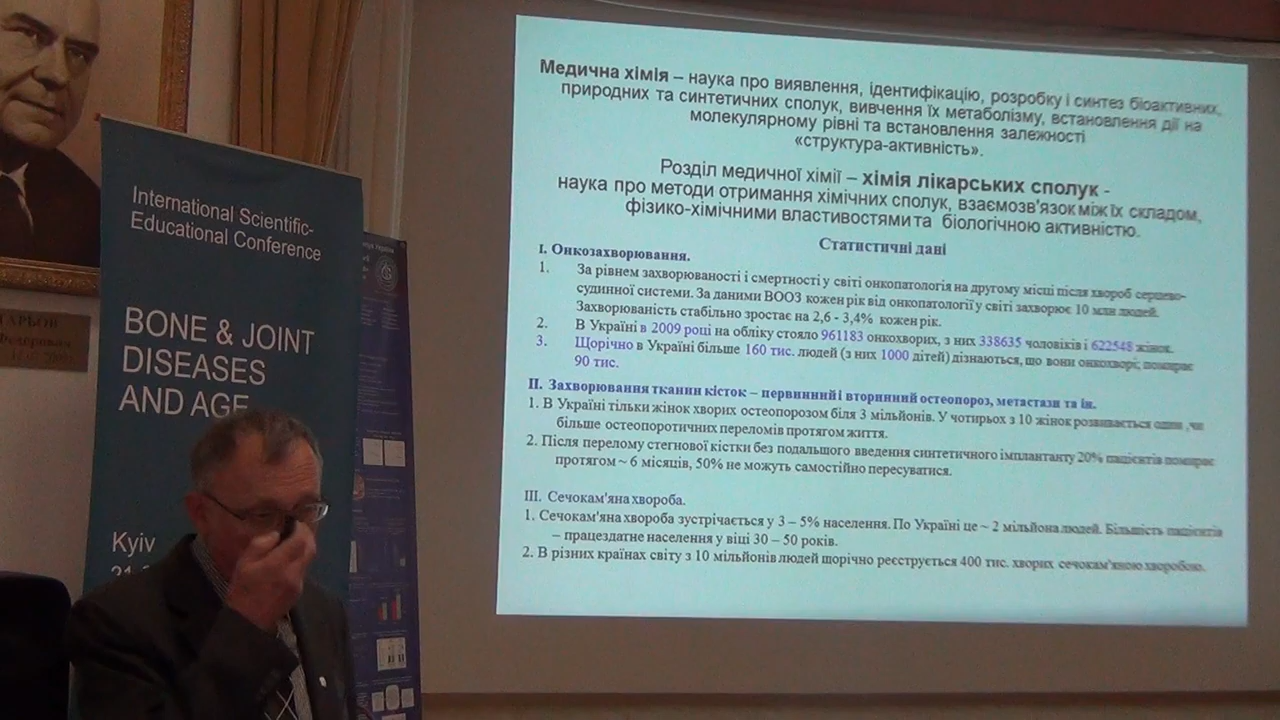 International Scientific-
Educational Conference
BONE & JOINT
DISEASES
AND AGE
Kyiv
Медична хімія – наука про виявлення, ідентифікацію, розробку і синтез біоактивних,
природних та синтетичних сполук, вивчення їх метаболізму, встановлення дії на
молекулярному рівні та встановлення залежності
«структура-активність».
Розділ медичної хімії – хімія лікарських сполук -
наука про методи отримання хімічних сполук, взаємозв'язок між їх складом,
фізико-хімічними властивостями та біологічною активністю.
Статистичні дані
I. Онкозахворювання.
1. За рівнем захворюваності і смертності у світі онкопатологія на другому місці після хвороб серцево-
судинної системи. За даними ВООЗ кожен рік від онкопатології у світі захворює 10 млн людей.
Захворюваність стабільно зростає на 2,6 - 3,4% кожен рік.
2. В Україні в 2009 році на обліку стояло 961183 онкохворих, з них 338635 чоловіків і 622548 жінок.
3. Щорічно в Україні більше 160 тис. людей (з них 1000 дітей) дізнаються, що вони онкохворі; помирає
90 тис.
II. Захворювання тканин кісток – первинний і вторинний остеопороз, метастази та ін.
1. В Україні тільки жінок хворих остеопорозом біля 3 мільйонів. У чотирьох з 10 жінок розвивається один ,чи
більше остеопоротичних переломів протягом життя.
2. Після перелому стегнової кістки без подальшого введення синтетичного імплантанту 20% пацієнтів помирає
протягом ~ 6 місяців, 50% не можуть самостійно пересуватися.
III. Сечокам'яна хвороба.
1. Сечокам'яна хвороба зустрічається у 3 – 5% населення. По Україні це ~ 2 мільйона людей. Більшість пацієнтів
– працездатне населення у віці 30 – 50 років.
2. В різних країнах світу з 10 мільйонів людей щорічно реєструється 400 тис. хворих сечокам'яною хворобою.